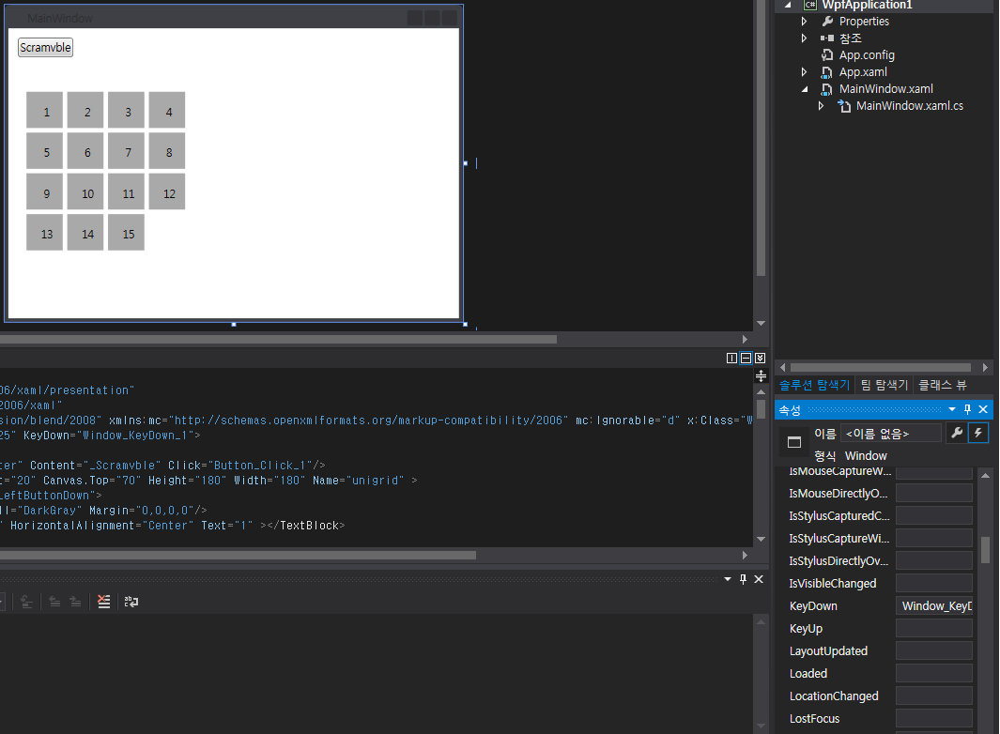 MainWindow
Scramvble
1 2 3 4
5 6 7 8
9 10 11 12
13 14 15
06/xaml/presentation"
2006/xaml"
sion/blend/2008" xmlns:mc="http://schemas.openxmlformats.org/markup-compatibility/2006" mc:Ignorable="d" x:Class="W
25" KeyDown="Window_KeyDown_1">
ter" Content="_Scramvble" Click="Button_Click_1"/>
t="20" Canvas.Top="70" Height="180" Width="180" Name="unigrid" >
LeftButtonDown">
ll="DarkGray" Margin="0,0,0,0"/>
" HorizontalAlignment="Center" Text="1" ></TextBlock>
C# WpfApplication1
Properties
참조
App.config
App.xaml
MainWindow.xaml
MainWindow.xaml.cs
솔루션 탐색기 팀 탐색기 클래스 뷰
속성
이름 <이름 없음>
형식 Window
IsMouseCaptureW...
IsMouseDirectlyO...
IsStylusCapturedC...
IsStylusCaptureWi...
IsStylusDirectlyOv...
IsVisibleChanged
KeyDown Window_KeyD
KeyUp
LayoutUpdated
Loaded
LocationChanged
LostFocus